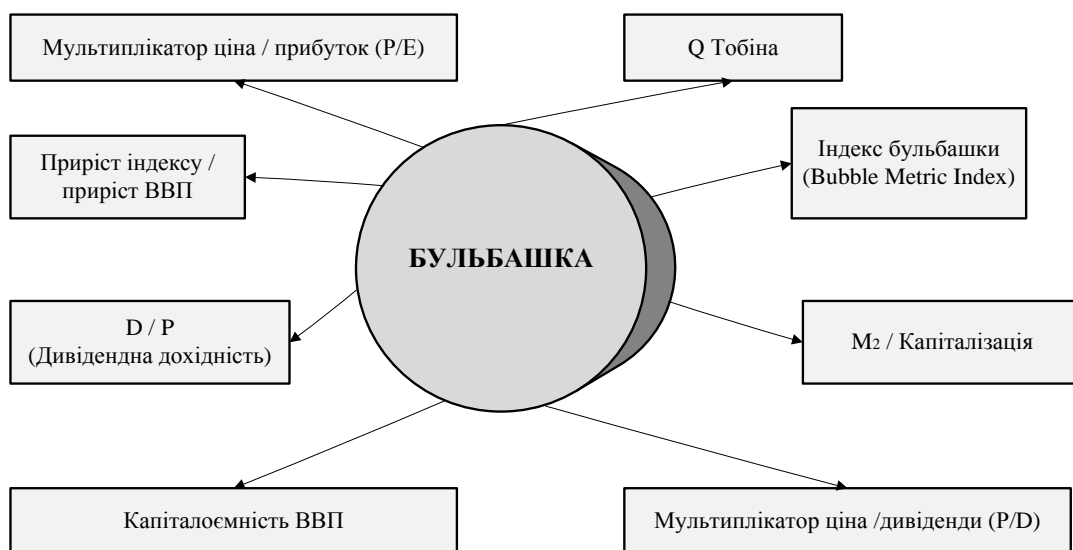 Мультиплікатор ціна / прибуток (P/E)
Q Тобіна
Приріст індексу /
приріст ВВП
Індекс бульбашки
(Bubble Metric Index)
БУЛЬБАШКА
D / P
(Дивідендна дохідність)
M2 / Капіталізація
Капіталоємність ВВП
Мультиплікатор ціна /дивіденди (P/D)